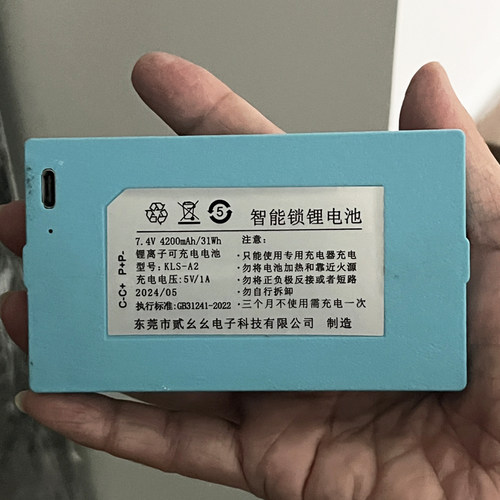 5
智能锁锂电池
7.4V 4200mAh/31Wh
锂离子可充电电池
型号:KLS-A2
充电电压:5V/1A
2024/05
执行标准:GB31241-2022
·只能使用专用充电器充电
·勿将电池加热和靠近火源
·勿将正负极反接或者短路
·勿自行拆卸
·三个月不使用需充电一次
东莞市贰幺幺电子科技有限公司 制造
C-C+ P+P-